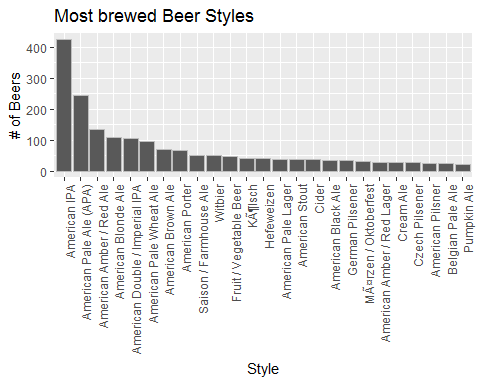 Most brewed Beer Styles
# of Beers
400
300
200
100
0
American IPA
American Pale Ale (APA)
American Amber / Red Ale
American Blonde Ale
American Double / Imperial IPA
American Pale Wheat Ale
American Brown Ale
American Porter
Saison / Farmhouse Ale
Witbier
Fruit / Vegetable Beer
KÃ¶lsch
Hefeweizen
American Pale Lager
American Stout
Cider
American Black Ale
German Pilsener
MÃ¤rzen / Oktoberfest
American Amber / Red Lager
Cream Ale
Czech Pilsener
American Pilsner
Belgian Pale Ale
Pumpkin Ale
Style